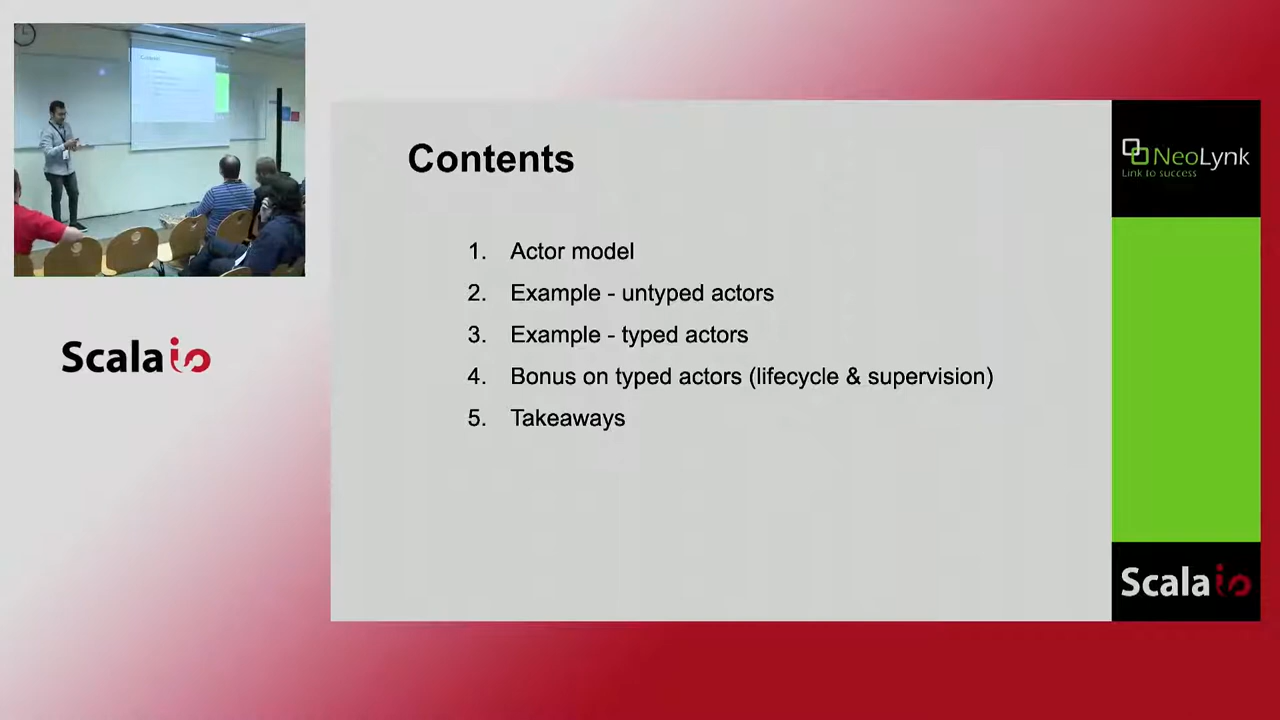 Contents
1. Actor model
2. Example - untyped actors
3. Example - typed actors
4. Bonus on typed actors (lifecycle & supervision)
5. Takeaways
NeoLynk
Link to success
Scala io
Scala io